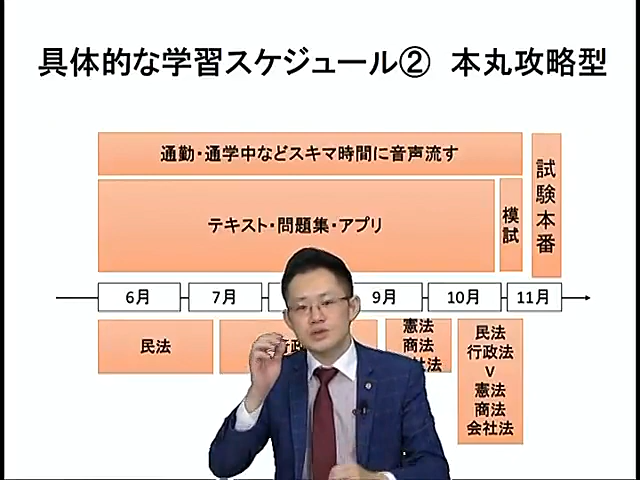 具体的な学習スケジュール② 本丸攻略型
通勤・通学中などスキマ時間に音声流す
テキスト・問題集・アプリ
模試
試験本番
6月
7月
9月
10月
11月
民法
行政
憲法
商法
社法
民法
行政法
∨
憲法
商法
会社法